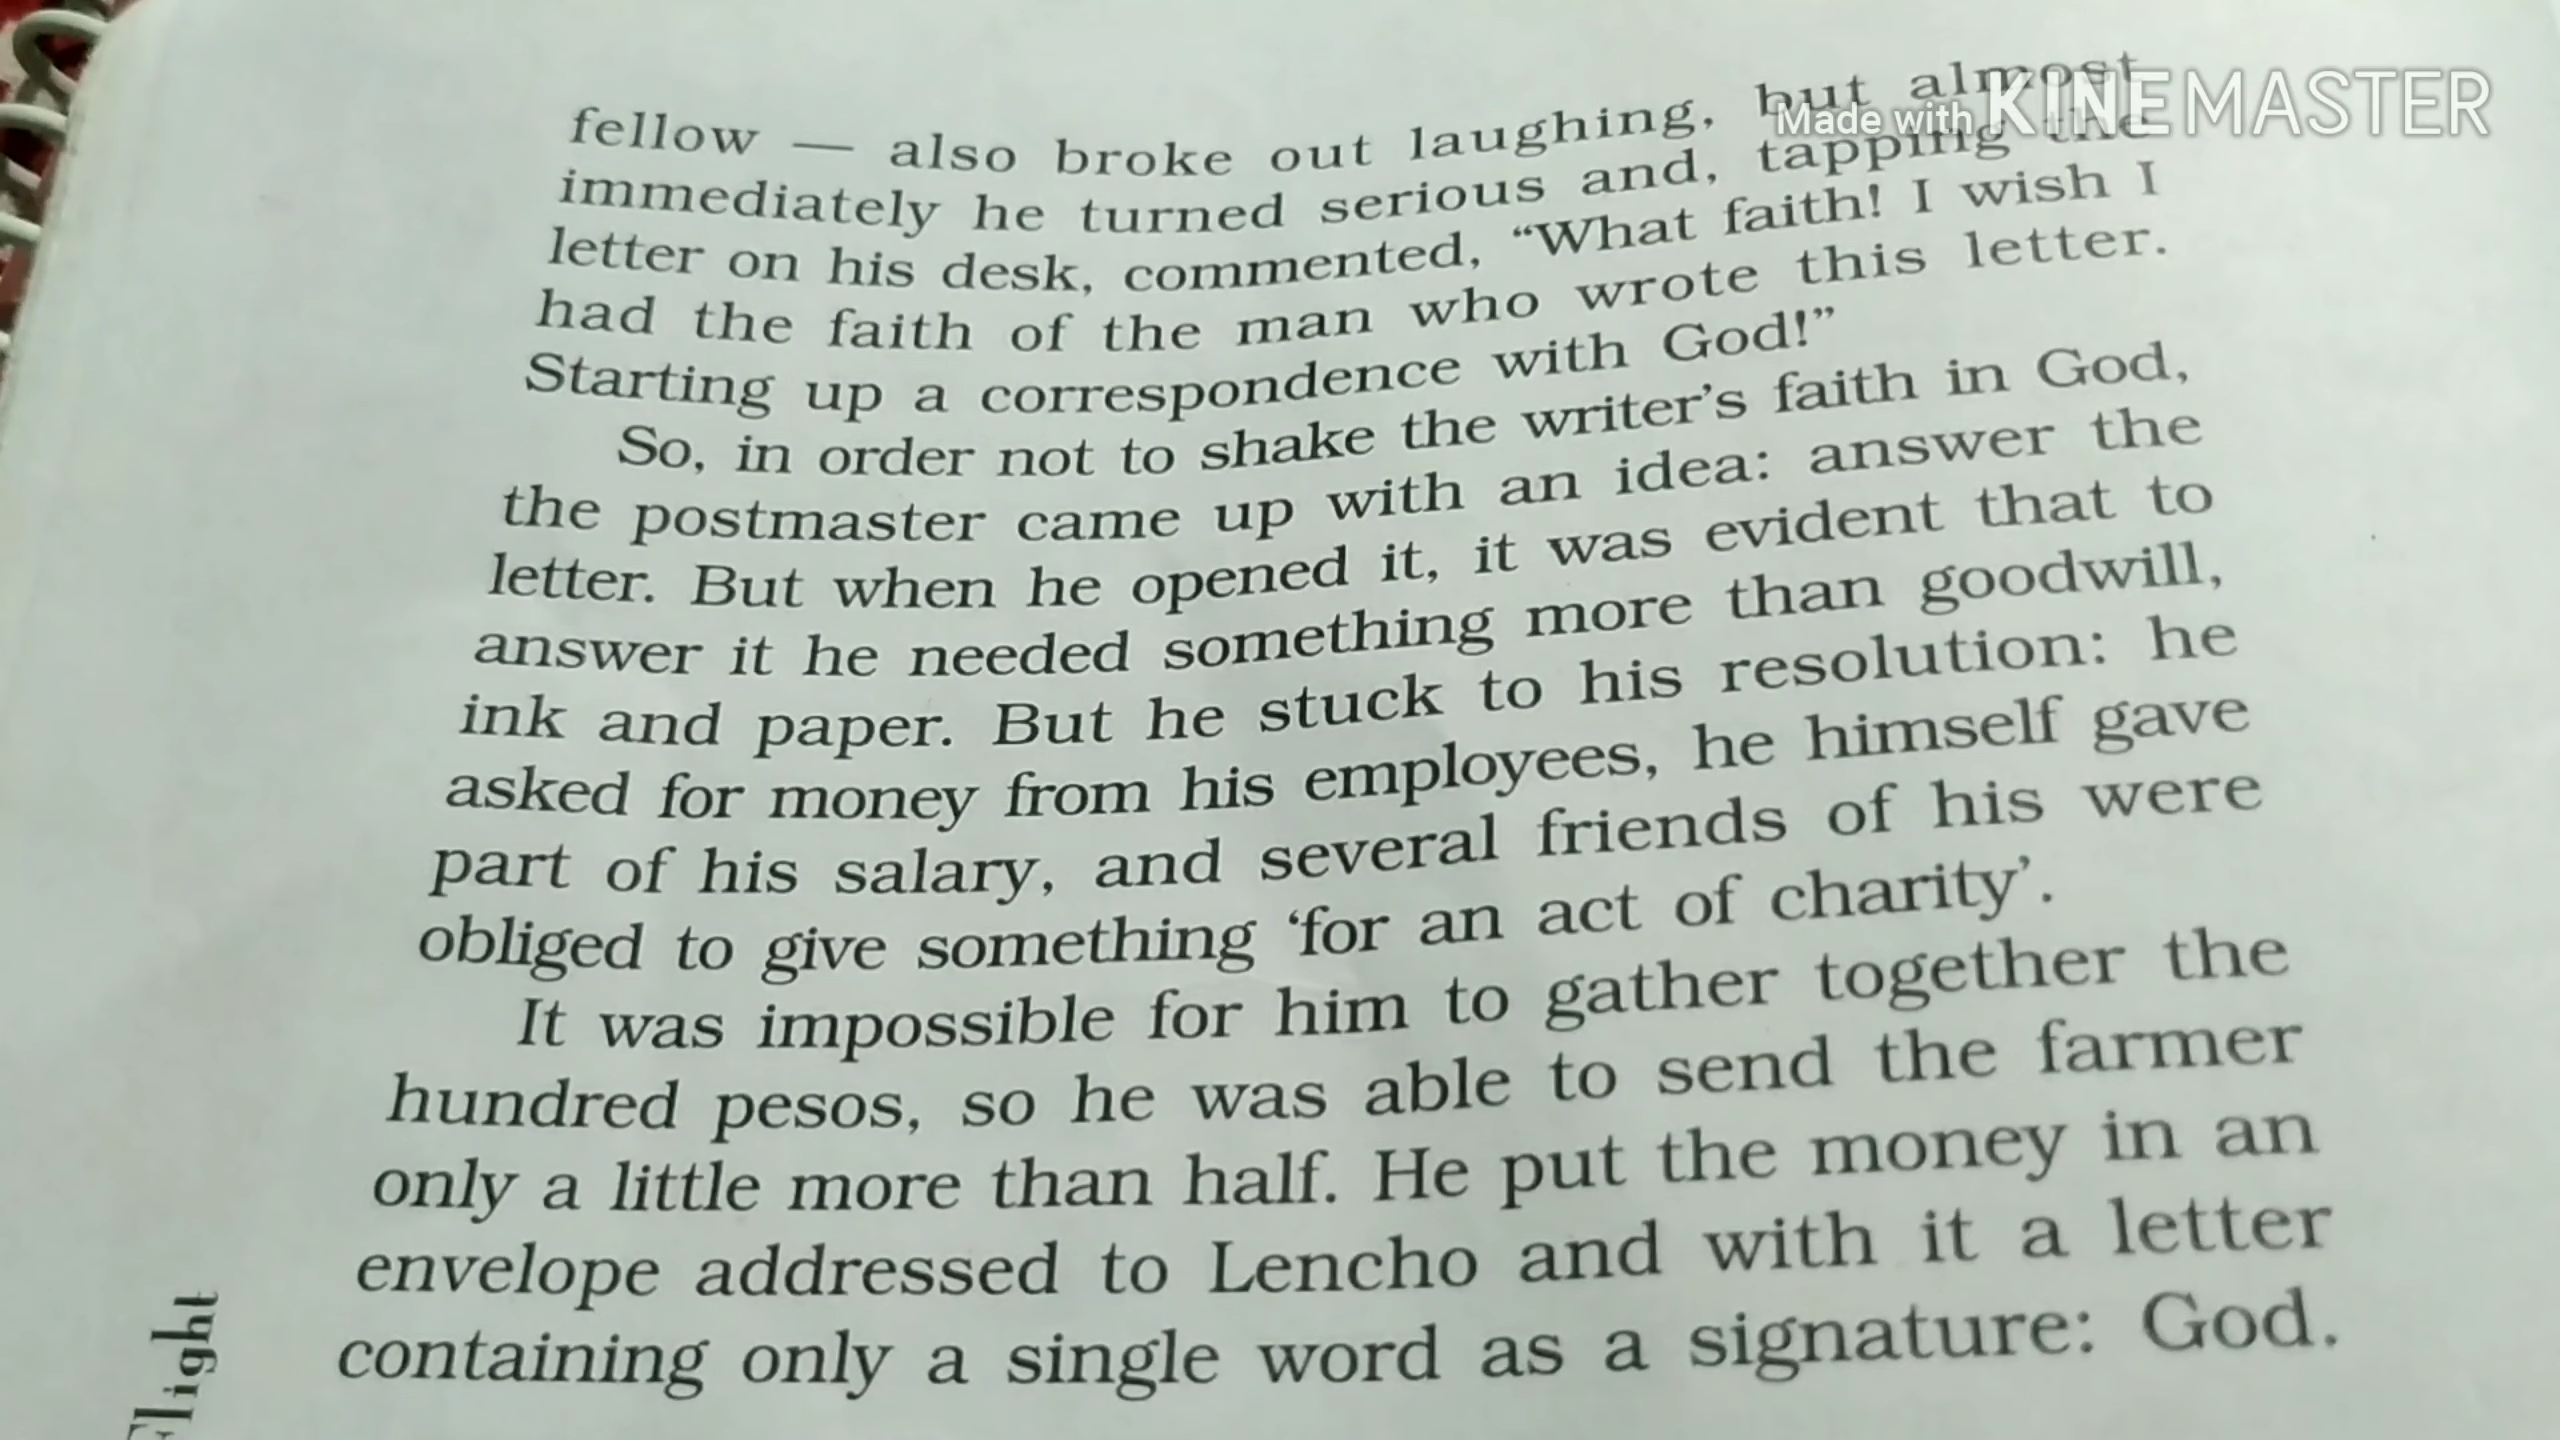 fellow — also broke out laughing, but almost
immediately he turned serious and, tapping the
letter on his desk, commented, “What faith! I wish I
had the faith of the man who wrote this letter.
Starting up a correspondence with God!”
So, in order not to shake the writer’s faith in God,
the postmaster came up with an idea: answer the
letter. But when he opened it, it was evident that to
answer it he needed something more than goodwill,
ink and paper. But he stuck to his resolution: he
asked for money from his employees, he himself gave
part of his salary, and several friends of his were
obliged to give something ‘for an act of charity’.
It was impossible for him to gather together the
hundred pesos, so he was able to send the farmer
only a little more than half. He put the money in an
envelope addressed to Lencho and with it a letter
containing only a single word as a signature: God.
Flight
Made with KINEMASTER